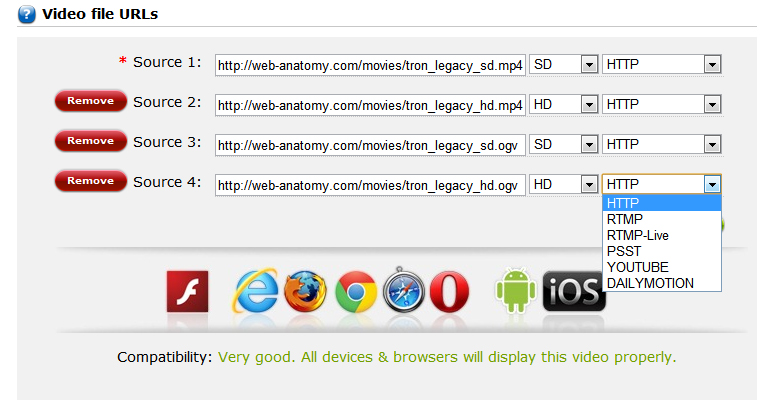 Video file URLs
* Source 1: http://web-anatomy.com/movies/tron_legacy_sd.mp4 SD HTTP
Remove Source 2: http://web-anatomy.com/movies/tron_legacy_hd.mp4 HD HTTP
Remove Source 3: http://web-anatomy.com/movies/tron_legacy_sd.ogv SD HTTP
Remove Source 4: http://web-anatomy.com/movies/tron_legacy_hd.ogv HD HTTP
HTTP
RTMP
RTMP-Live
PSST
YOUTUBE
DAILYMOTION
iOS
Compatibility: Very good. All devices & browsers will display this video properly.